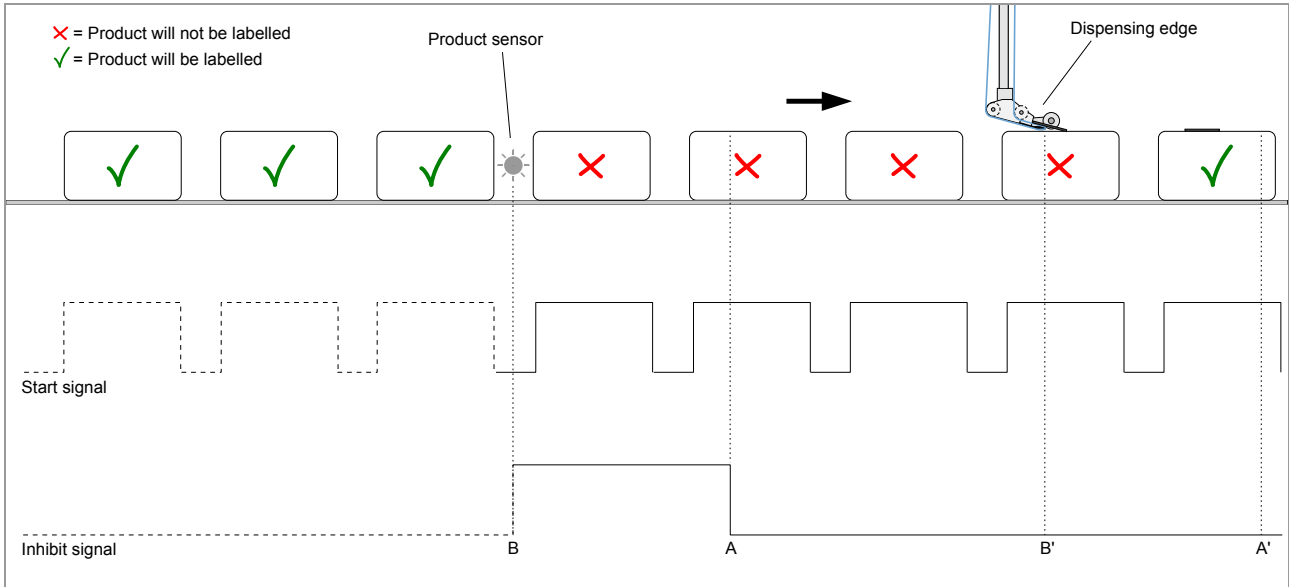 = Product will not be labelled
= Product will be labelled
Product sensor
Dispensing edge
Start signal
Inhibit signal
B
A
B'
A'